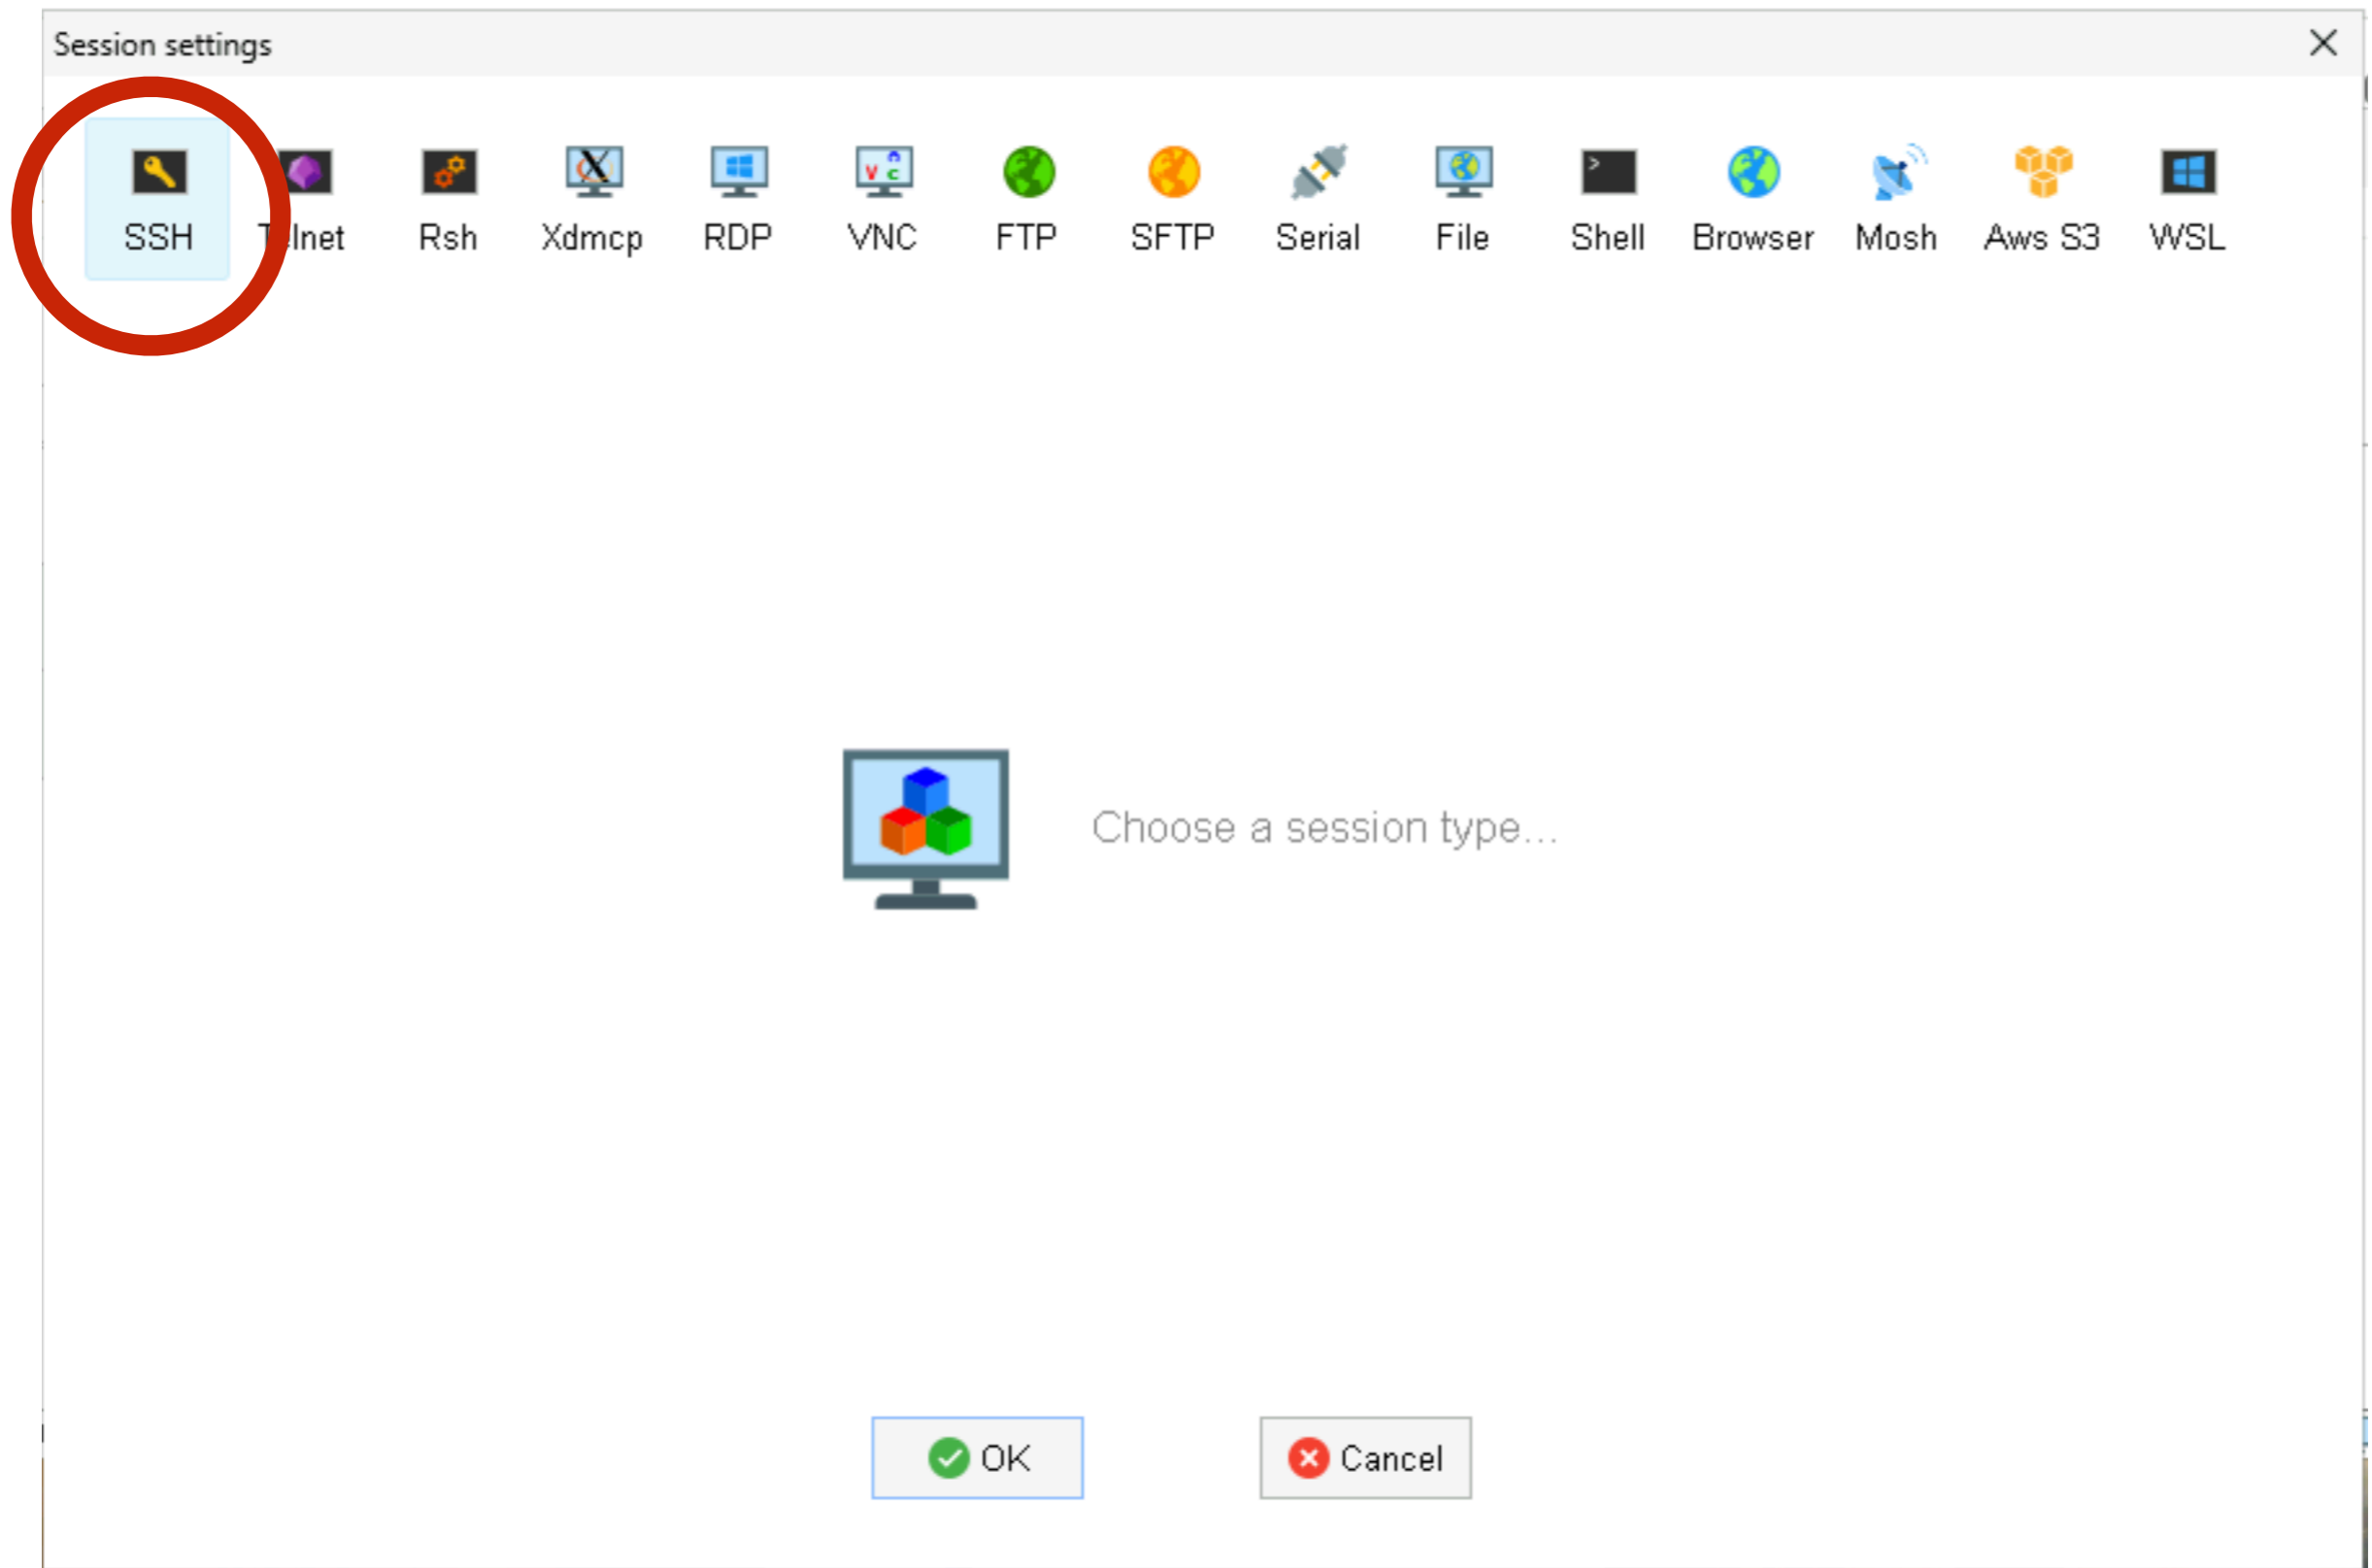 Session settings
SSH Telnet Rsh Xdmcp RDP VNC FTP SFTP Serial File Shell Browser Mosh Aws S3 WSL
Choose a session type...
OK Cancel